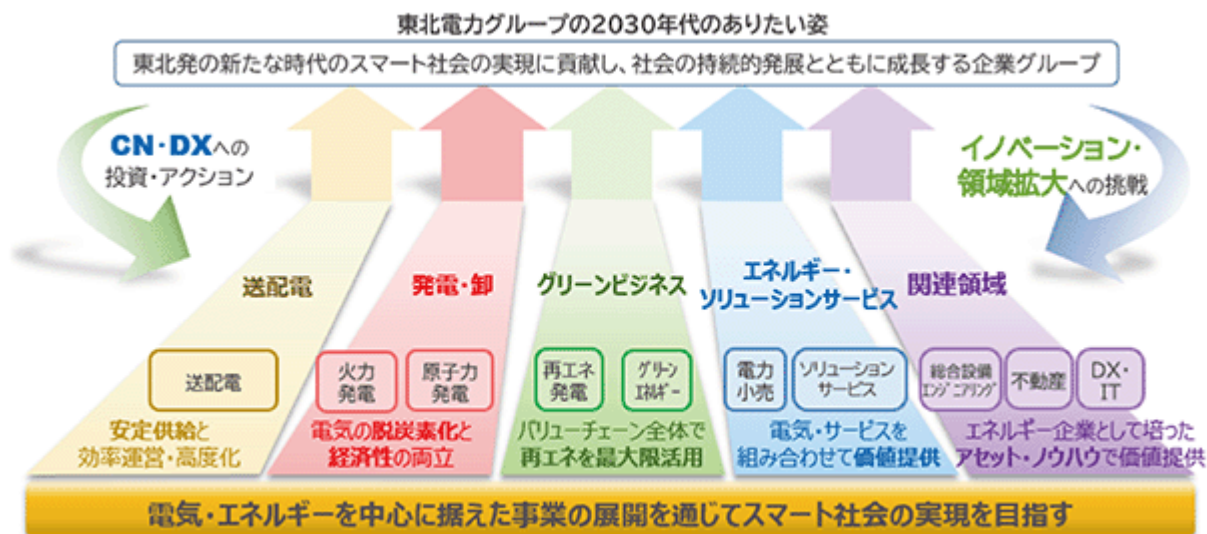 東北電力グループの2030年代のありたい姿
東北発の新たな時代のスマート社会の実現に貢献し、社会の持続的発展とともに成長する企業グループ
CN・DXへの
投資・アクション
イノベーション・
領域拡大への挑戦
送配電
発電・卸
グリーンビジネス
エネルギー・
ソリューションサービス
関連領域
送配電
火力
発電
原子力
発電
再エネ
発電
グリーン
エネルギー
電力
小売
ソリューション
サービス
総合設備
エンジニアリング
不動産
DX・
IT
安定供給と
効率運営・高度化
電気の脱炭素化と
経済性の両立
バリューチェーン全体で
再エネを最大限活用
電気・サービスを
組み合わせて価値提供
エネルギー企業として培った
アセット・ノウハウで価値提供
電気・エネルギーを中心に据えた事業の展開を通じてスマート社会の実現を目指す